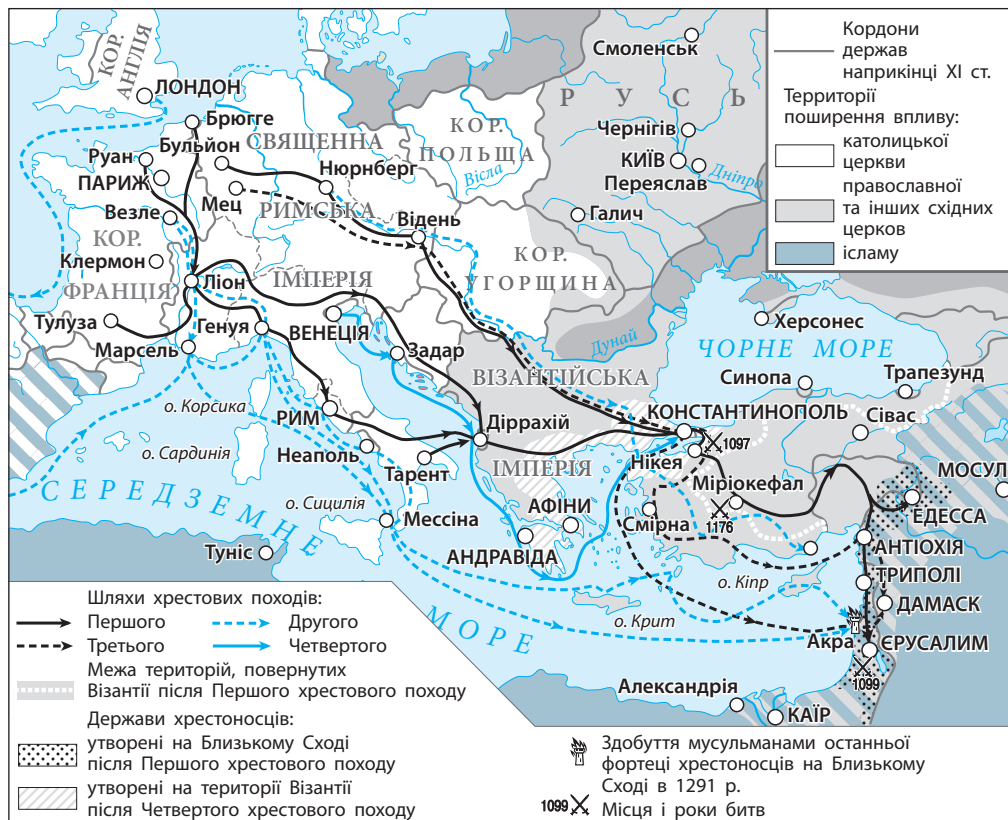 КОР.
АНГЛІЯ
ЛОНДОН
Брюгге
Бульйон
Руан
ПАРИЖ
Мец
Везле
КОР.
Клермон
ФРАНЦІЯ
Ліон
Тулуза
Генуя
Марсель
СВЯЩЕННА
Нюрнберг
РИМСЬКА
Відень
ІМПЕРІЯ
ВЕНЕЦІЯ
Задар
КОР.
ПОЛЬЩА
Вісла
КОР.
УГОРЩИНА
Дунай
Смоленськ
РУСЬ
Чернігів
КИЇВ
Переяслав
Дніпро
Галич
Кордони
держав
наприкінці XI ст.
Территорії
поширення впливу:
католицької
церкви
православної
та інших східних
церков
ісламу
Херсонес
ЧОРНЕ МОРЕ
Синопа
Трапезунд
Сівас
ВІЗАНТІЙСЬКА
ІМПЕРІЯ
КОНСТАНТИНОПОЛЬ
1097
Нікея
Міріокефал
1176
Смірна
МОСУЛ
ЕДЕССА
АНТІОХІЯ
ТРИПОЛІ
ДАМАСК
Акра
ЄРУСАЛИМ
1099
о. Кіпр
о. Крит
о. Корсика
РИМ
о. Сардинія
Неаполь
Діррахій
Тарент
о. Сицилія
Мессіна
АФІНИ
АНДРАВІДА
Туніс
СЕРЕДЗЕМНЕ
МОРЕ
Александрія
КАЇР
Шляхи хрестових походів:
Першого
Другого
Третього
Четвертого
Межа територій, повернутих
Візантії після Першого хрестового походу
Держави хрестоносців:
утворені на Близькому Сході
після Першого хрестового походу
утворені на території Візантії
після Четвертого хрестового походу
Здобуття мусульманами останньої
фортеці хрестоносців на Близькому
Сході в 1291 р.
1099
Місця і роки битв